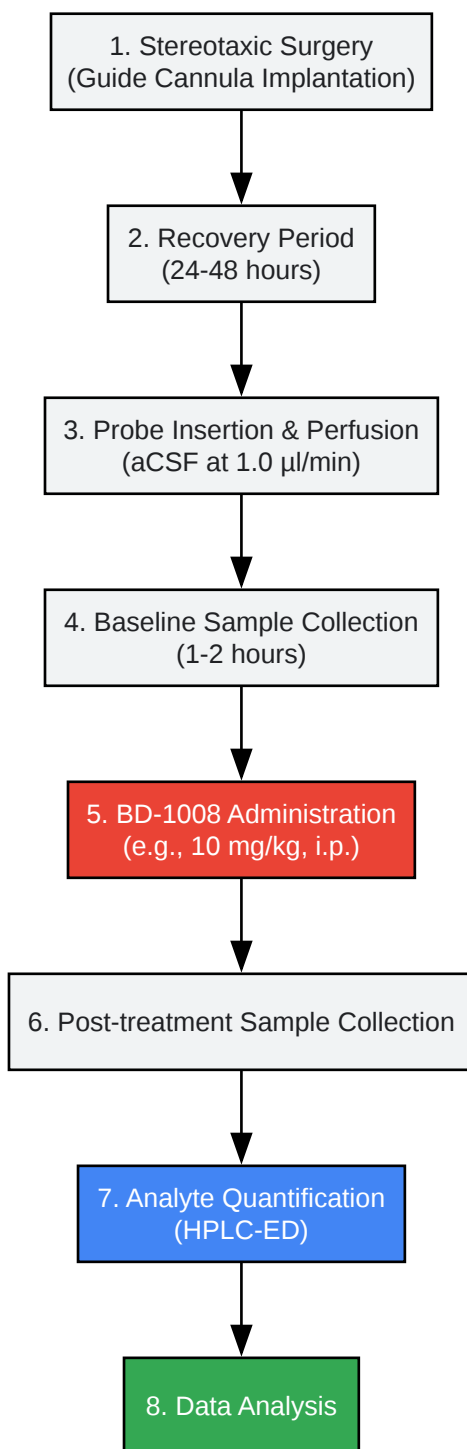 1. Stereotaxic Surgery
(Guide Cannula Implantation)
2. Recovery Period
(24-48 hours)
3. Probe Insertion & Perfusion
(aCSF at 1.0 µl/min)
4. Baseline Sample Collection
(1-2 hours)
5. BD-1008 Administration
(e.g., 10 mg/kg, i.p.)
6. Post-treatment Sample Collection
7. Analyte Quantification
(HPLC-ED)
8. Data Analysis